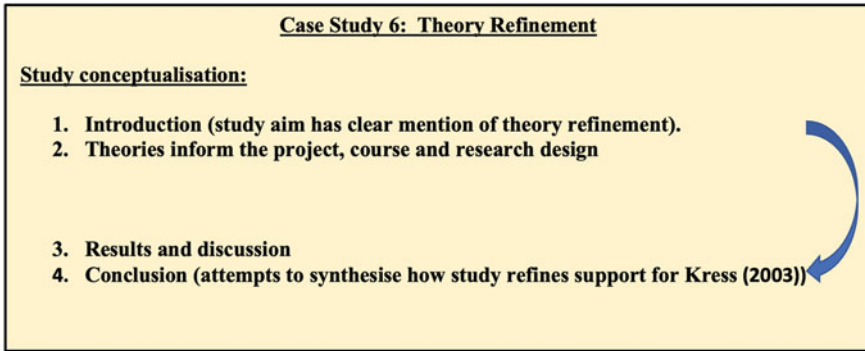 Case Study 6: Theory Refinement
Study conceptualisation:
1. Introduction (study aim has clear mention of theory refinement).
2. Theories inform the project, course and research design
3. Results and discussion
4. Conclusion (attempts to synthesise how study refines support for Kress (2003))